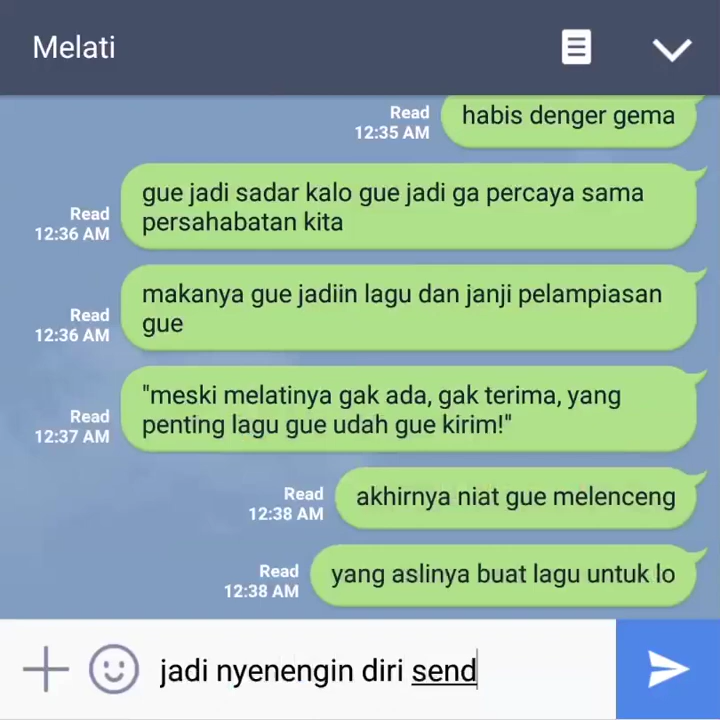 Melati
habis denger gema
Read
12:35 AM
gue jadi sadar kalo gue jadi ga percaya sama
persahabatan kita
Read
12:36 AM
makanya gue jadiin lagu dan janji pelampiasan
gue
Read
12:36 AM
"meski melatinya gak ada, gak terima, yang
penting lagu gue udah gue kirim!"
Read
12:37 AM
akhirnya niat gue melenceng
Read
12:38 AM
yang aslinya buat lagu untuk lo
Read
12:38 AM
jadi nyenengin diri send